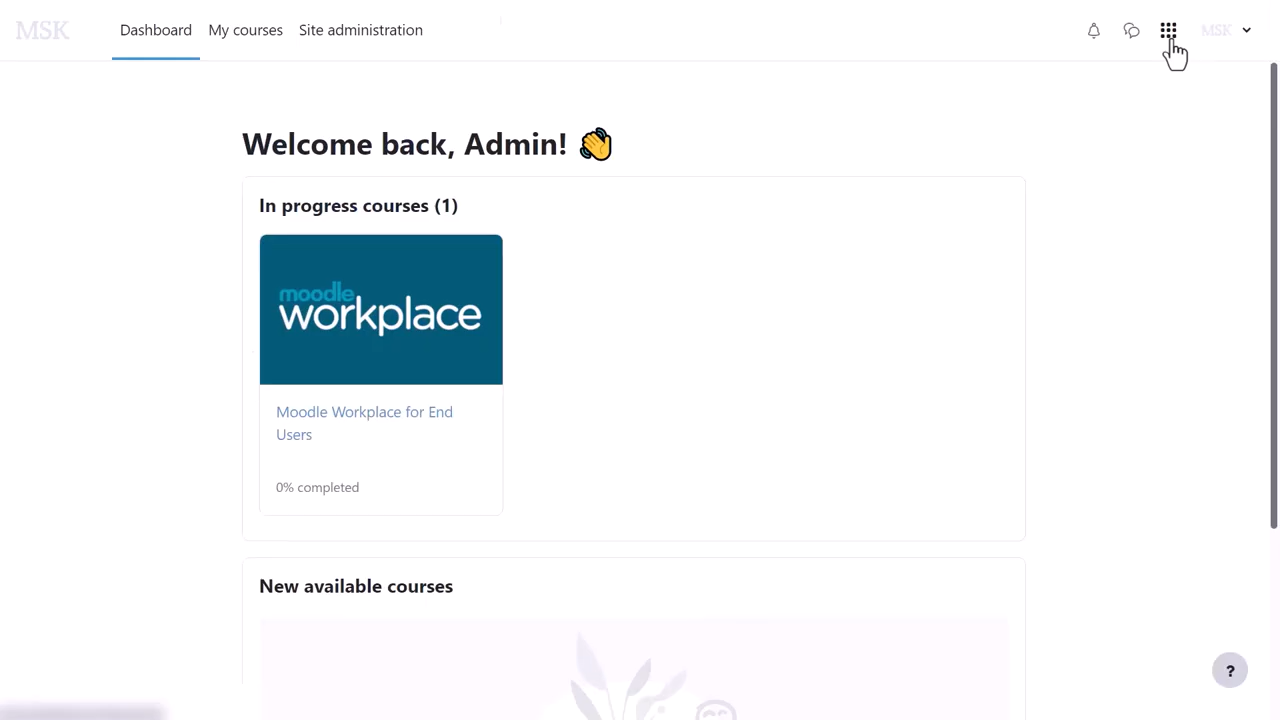 MSK
Dashboard
My courses
Site administration
MSK
Welcome back, Admin! 👋
In progress courses (1)
moodle
workplace
Moodle Workplace for End
Users
0% completed
New available courses
?